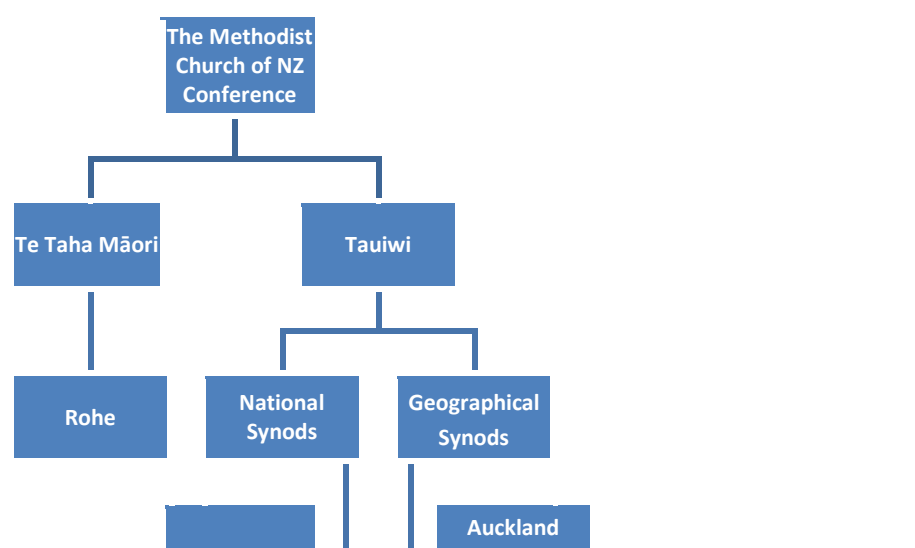 The Methodist
Church of NZ
Conference
Te Taha Māori
Tauiwi
Rohe
National
Synods
Geographical
Synods
Auckland